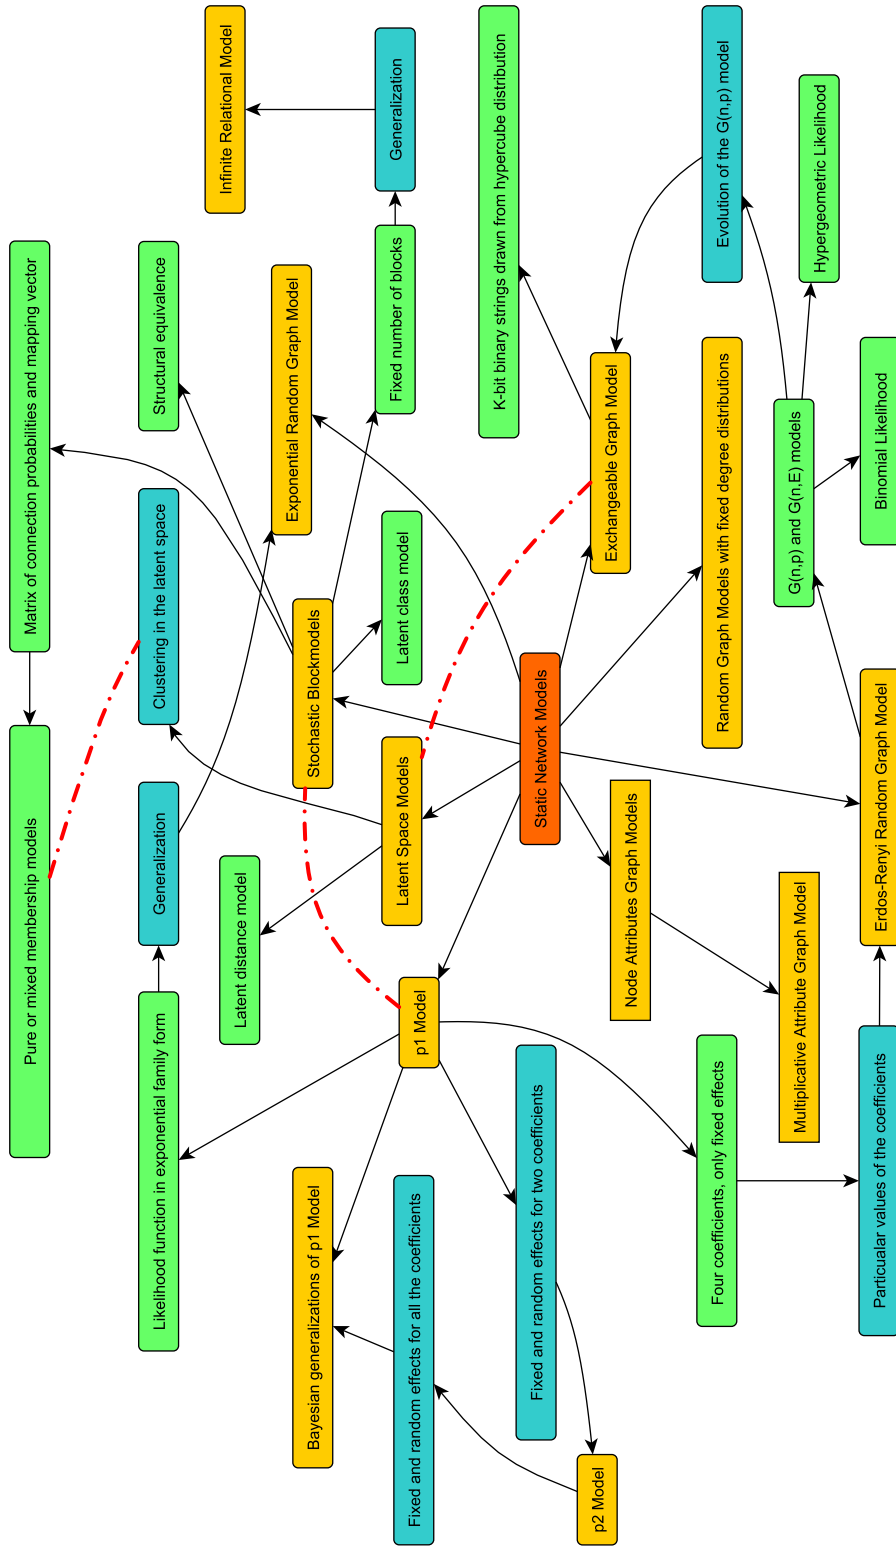 Pure or mixed membership models
Matrix of connection probabilities and mapping vector
Likelihood function in exponential family form
Generalization
Clustering in the latent space
Structural equivalence
Latent distance model
Infinite Relational Model
Bayesian generalizations of p1 Model
Stochastic Blockmodels
Exponential Random Graph Model
Fixed and random effects for all the coefficients
p1 Model
Latent Space Models
Latent class model
Fixed number of blocks
Generalization
Fixed and random effects for two coefficients
Static Network Models
K-bit binary strings drawn from hypercube distribution
p2 Model
Node Attributes Graph Models
Exchangeable Graph Model
Four coefficients, only fixed effects
Random Graph Models with fixed degree distributions
Evolution of the G(n,p) model
Multiplicative Attribute Graph Model
G(n,p) and G(n,E) models
Hypergeometric Likelihood
Particualar values of the coefficients
Erdos-Renyi Random Graph Model
Binomial Likelihood